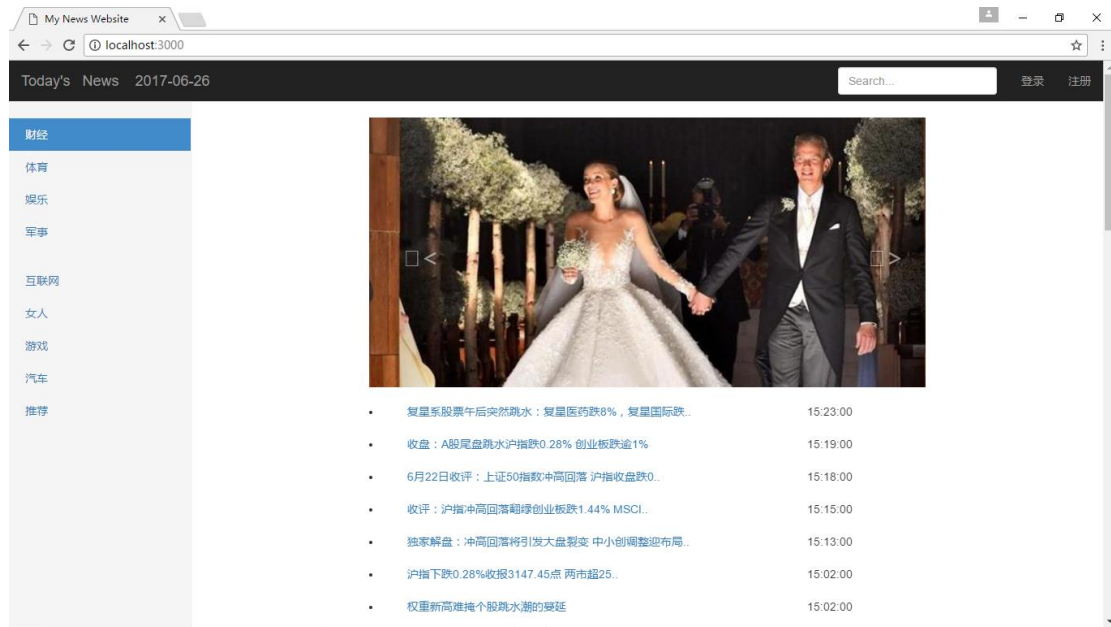 My News Website
localhost:3000
Today's News 2017-06-26
Search...
登录
注册
财经
体育
娱乐
军事
互联网
女人
游戏
汽车
推荐
<
>
复星系股票午后突然跳水：复星医药跌8%，复星国际跌.. 15:23:00
收盘：A股尾盘跳水沪指跌0.28% 创业板跌逾1% 15:19:00
6月22日收评：上证50指数冲高回落 沪指收盘跌0.. 15:18:00
收评：沪指冲高回落翻绿创业板跌1.44% MSCI.. 15:15:00
独家解盘：冲高回落将引发大盘裂变 中小创调整迎布局.. 15:13:00
沪指下跌0.28%收报3147.45点 两市超25.. 15:02:00
权重新高难掩个股跳水潮的蔓延 15:02:00